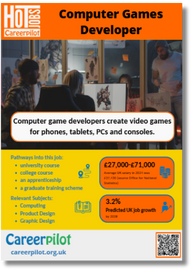 HOT
JOBS
Careerpilot
Computer Games
Developer
Computer game developers create video games
for phones, tablets, PCs and consoles.
Pathways into this job:
• university course
• college course
• an apprenticeship
• a graduate training scheme
Relevant Subjects:
• Computing
• Product Design
• Graphic Design
£27,000-£71,000
3.2%
Predicted UK job growth
Careerpilot
careerpilot.org.uk